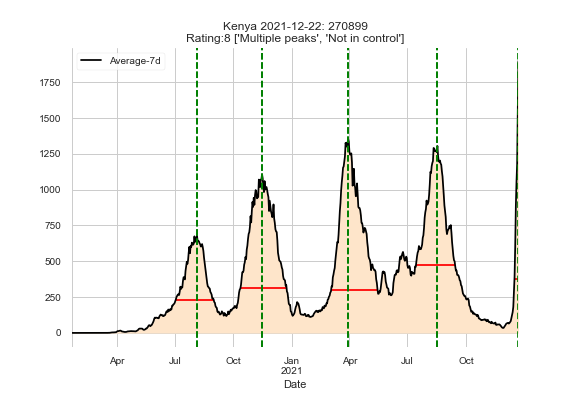 Kenya 2021-12-22: 270899
Rating:8 ['Multiple peaks', 'Not in control']
Average-7d
1750
1500
1250
1000
750
500
250
0
Apr Jul Oct Jan Apr Jul Oct
2021
Date